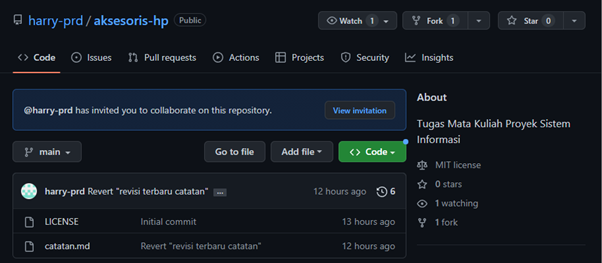 harry-prd / aksesoris-hp Public Watch 1 Fork 1 Star 0
Code Issues Pull requests Actions Projects Security Insights
@harry-prd has invited you to collaborate on this repository. View invitation
main Go to file Add file Code
harry-prd Revert "revisi terbaru catatan" ... 12 hours ago 6
LICENSE Initial commit 13 hours ago
catatan.md Revert "revisi terbaru catatan" 12 hours ago
About
Tugas Mata Kuliah Proyek Sistem
Informasi
MIT license
0 stars
1 watching
1 fork